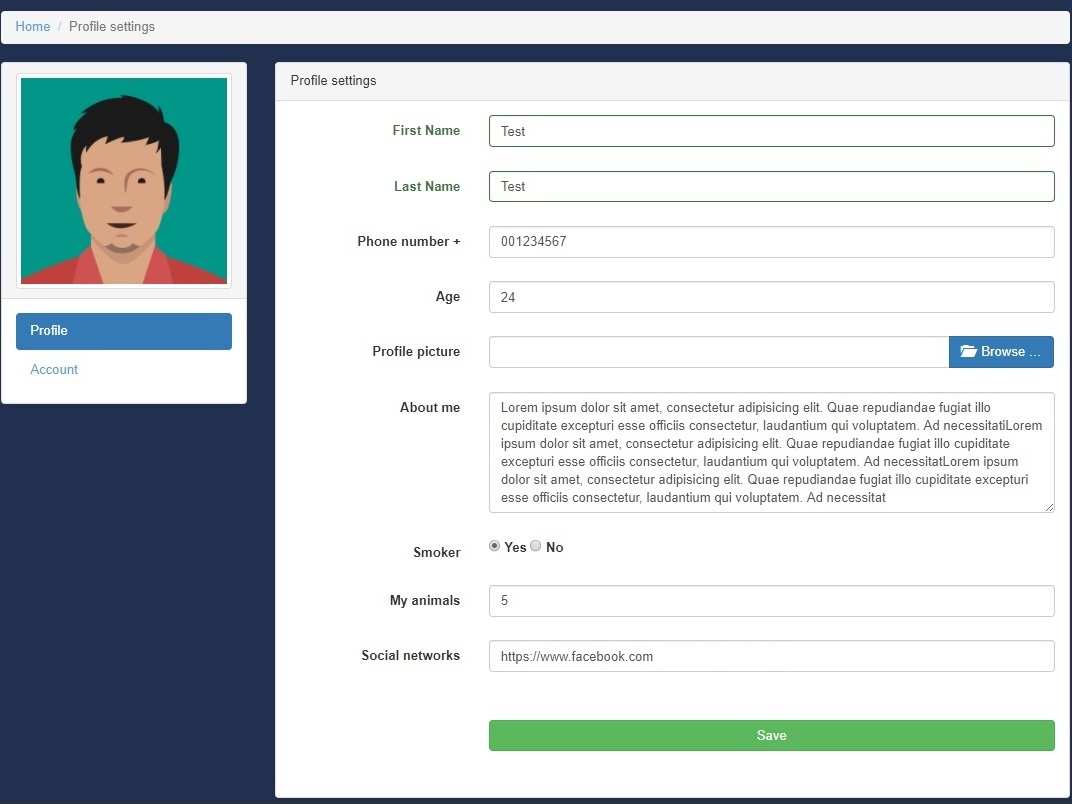 Home / Profile settings
Profile
Account
Profile settings
First Name Test
Last Name Test
Phone number + 001234567
Age 24
Profile picture Browse ...
About me Lorem ipsum dolor sit amet, consectetur adipisicing elit. Quae repudiandae fugiat illo
cupiditate excepturi esse officiis consectetur, laudantium qui voluptatem. Ad necessitatiLorem
ipsum dolor sit amet, consectetur adipisicing elit. Quae repudiandae fugiat illo cupiditate
excepturi esse officiis consectetur, laudantium qui voluptatem. Ad necessitatLorem ipsum
dolor sit amet, consectetur adipisicing elit. Quae repudiandae fugiat illo cupiditate excepturi
esse officiis consectetur, laudantium qui voluptatem. Ad necessitat
Smoker Yes No
My animals 5
Social networks https://www.facebook.com
Save